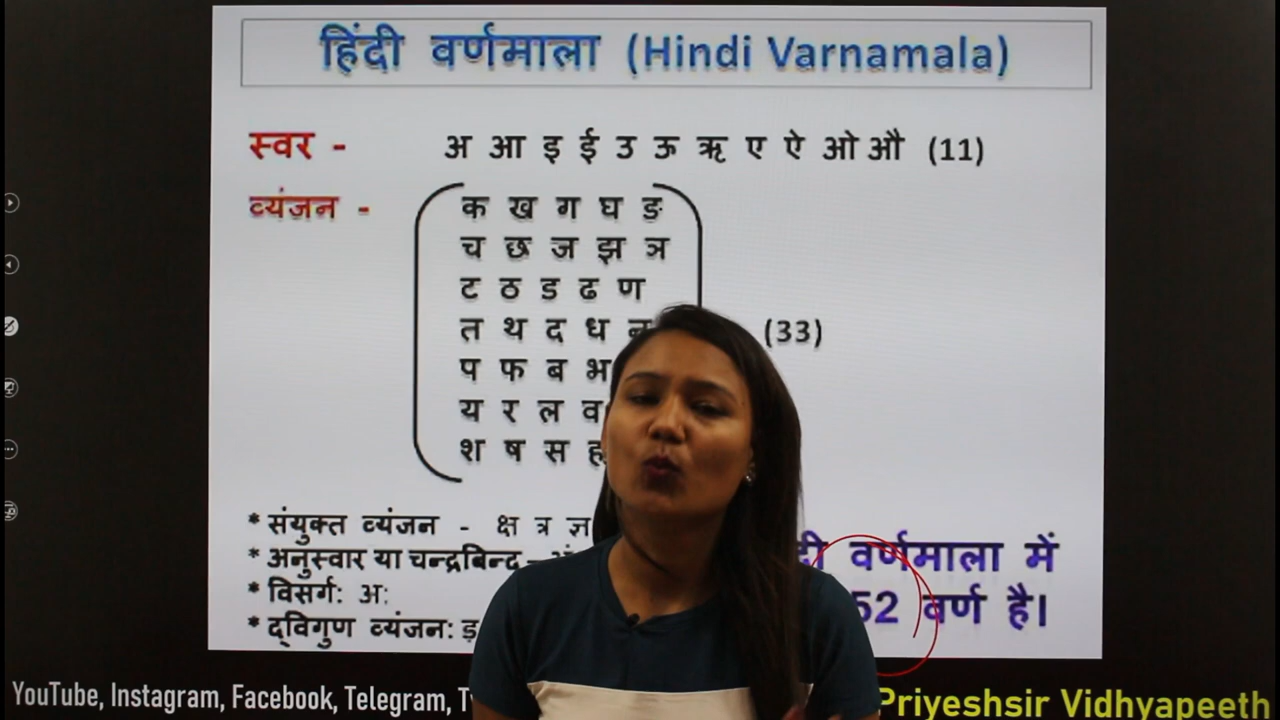 हिंदी वर्णमाला (Hindi Varnamala)
स्वर - अ आ इ ई उ ऊ ऋ ए ऐ ओ औ (11)
व्यंजन -
क ख ग घ ङ
च छ ज झ ञ
ट ठ ड ढ ण
त थ द ध न (33)
प फ ब भ
य र ल व
श ष स ह
* संयुक्त व्यंजन - क्ष त्र ज्ञ
* अनुस्वार या चन्द्रबिन्दु - अं
* विसर्ग: अः
* द्विगुण व्यंजन: ड़
वर्णमाला में
52 वर्ण है।
YouTube, Instagram, Facebook, Telegram,
Priyeshsir Vidhyapeeth